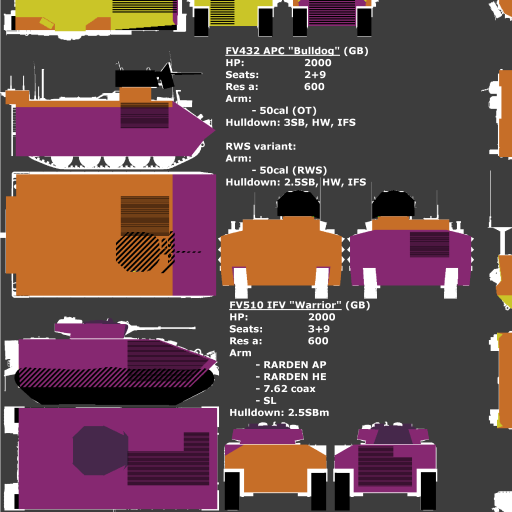 FV432 APC "Bulldog" (GB)
HP: 2000
Seats: 2+9
Res a: 600
Arm:
- 50cal (OT)
Hulldown: 3SB, HW, IFS
RWS variant:
Arm:
- 50cal (RWS)
Hulldown: 2.5SB, HW, IFS
FV510 IFV "Warrior" (GB)
HP: 2000
Seats: 3+9
Res a: 600
Arm
- RARDEN AP
- RARDEN HE
- 7.62 coax
- SL
Hulldown: 2.5SBm